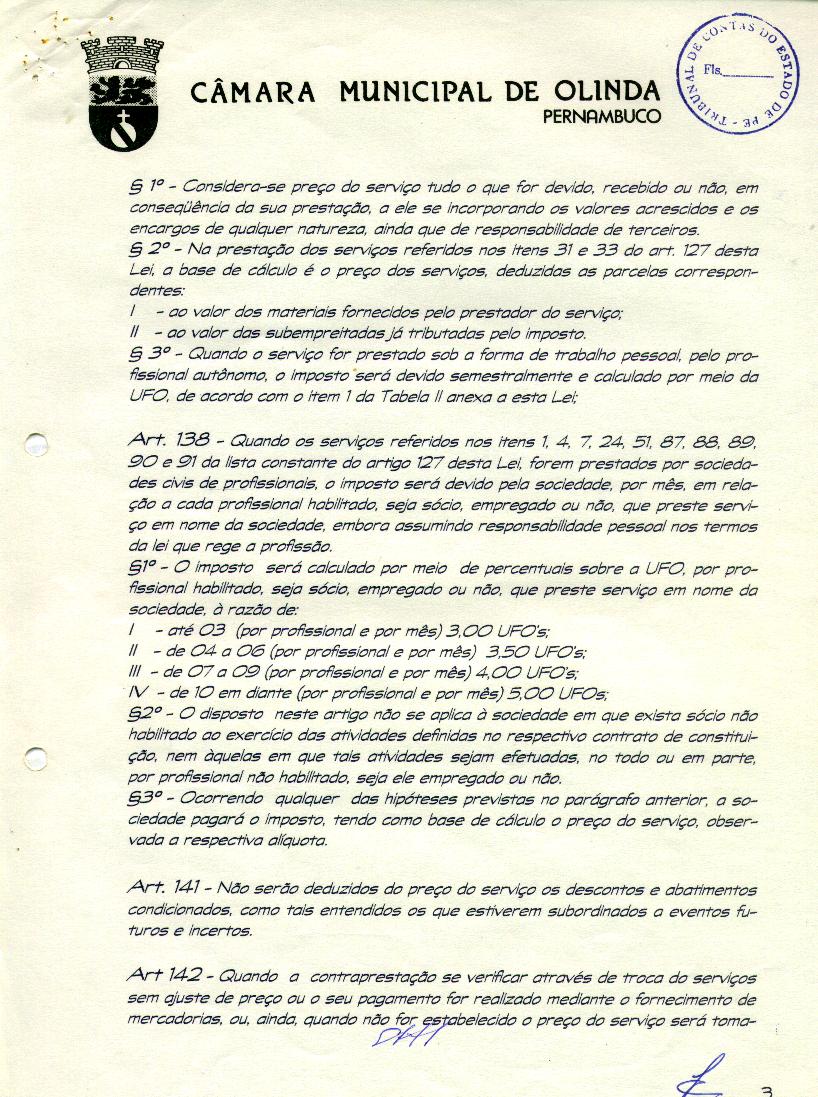 CÂMARA MUNICIPAL DE OLINDA
PERNAMBUCO
TRIBUNAL DE CONTAS DO ESTADO DE PE -
Fls.
§ 1º - Considera-se preço do serviço tudo o que for devido, recebido ou não, em
conseqüência da sua prestação, a ele se incorporando os valores acrescidos e os
encargos de qualquer natureza, ainda que de responsabilidade de terceiros.
§ 2º - Na prestação dos serviços referidos nos itens 31 e 33 do art. 127 desta
Lei, a base de cálculo é o preço dos serviços, deduzidas as parcelas correspon-
dentes:
I - ao valor dos materiais fornecidos pelo prestador do serviço;
II - ao valor das subempreitadas já tributadas pelo imposto.
§ 3º - Quando o serviço for prestado sob a forma de trabalho pessoal, pelo pro-
fissional autônomo, o imposto será devido semestralmente e calculado por meio da
UFO, de acordo com o item 1 da Tabela II anexa a esta Lei;
Art. 138 - Quando os serviços referidos nos itens 1, 4, 7, 24, 51, 87, 88, 89,
90 e 91 da lista constante do artigo 127 desta Lei, forem prestados por socieda-
des civis de profissionais, o imposto será devido pela sociedade, por mês, em rela-
ção a cada profissional habilitado, seja sócio, empregado ou não, que preste servi-
ço em nome da sociedade, embora assumindo responsabilidade pessoal nos termos
da lei que rege a profissão.
§1º - O imposto será calculado por meio de percentuais sobre a UFO, por pro-
fissional habilitado, seja sócio, empregado ou não, que preste serviço em nome da
sociedade, à razão de:
I - até 03 (por profissional e por mês) 3,00 UFO's;
II - de 04 a 06 (por profissional e por mês) 3,50 UFO's;
III - de 07 a 09 (por profissional e por mês) 4,00 UFO's;
IV - de 10 em diante (por profissional e por mês) 5,00 UFOs;
§2º - O disposto neste artigo não se aplica à sociedade em que exista sócio não
habilitado ao exercício das atividades definidas no respectivo contrato de constitui-
ção, nem àquelas em que tais atividades sejam efetuadas, no todo ou em parte,
por profissional não habilitado, seja ele empregado ou não.
§3º - Ocorrendo qualquer das hipóteses previstas no parágrafo anterior, a so-
ciedade pagará o imposto, tendo como base de cálculo o preço do serviço, obser-
vada a respectiva alíquota.
Art. 141 - Não serão deduzidos do preço do serviço os descontos e abatimentos
condicionados, como tais entendidos os que estiverem subordinados a eventos fu-
turos e incertos.
Art 142 - Quando a contraprestação se verificar através de troca do serviços
sem ajuste de preço ou o seu pagamento for realizado mediante o fornecimento de
mercadorias, ou, ainda, quando não for estabelecido o preço do serviço será toma-
3